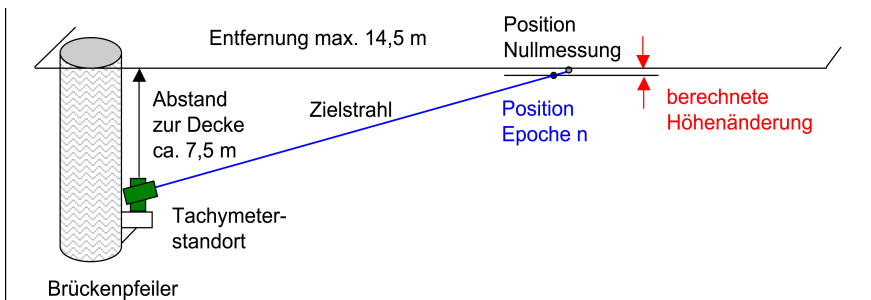 Entfernung max. 14,5 m
Position
Nullmessung
Abstand
zur Decke
ca. 7,5 m
Zielstrahl
Position
Epoche n
berechnete
Höhenänderung
Tachymeter-
standort
Brückenpfeiler